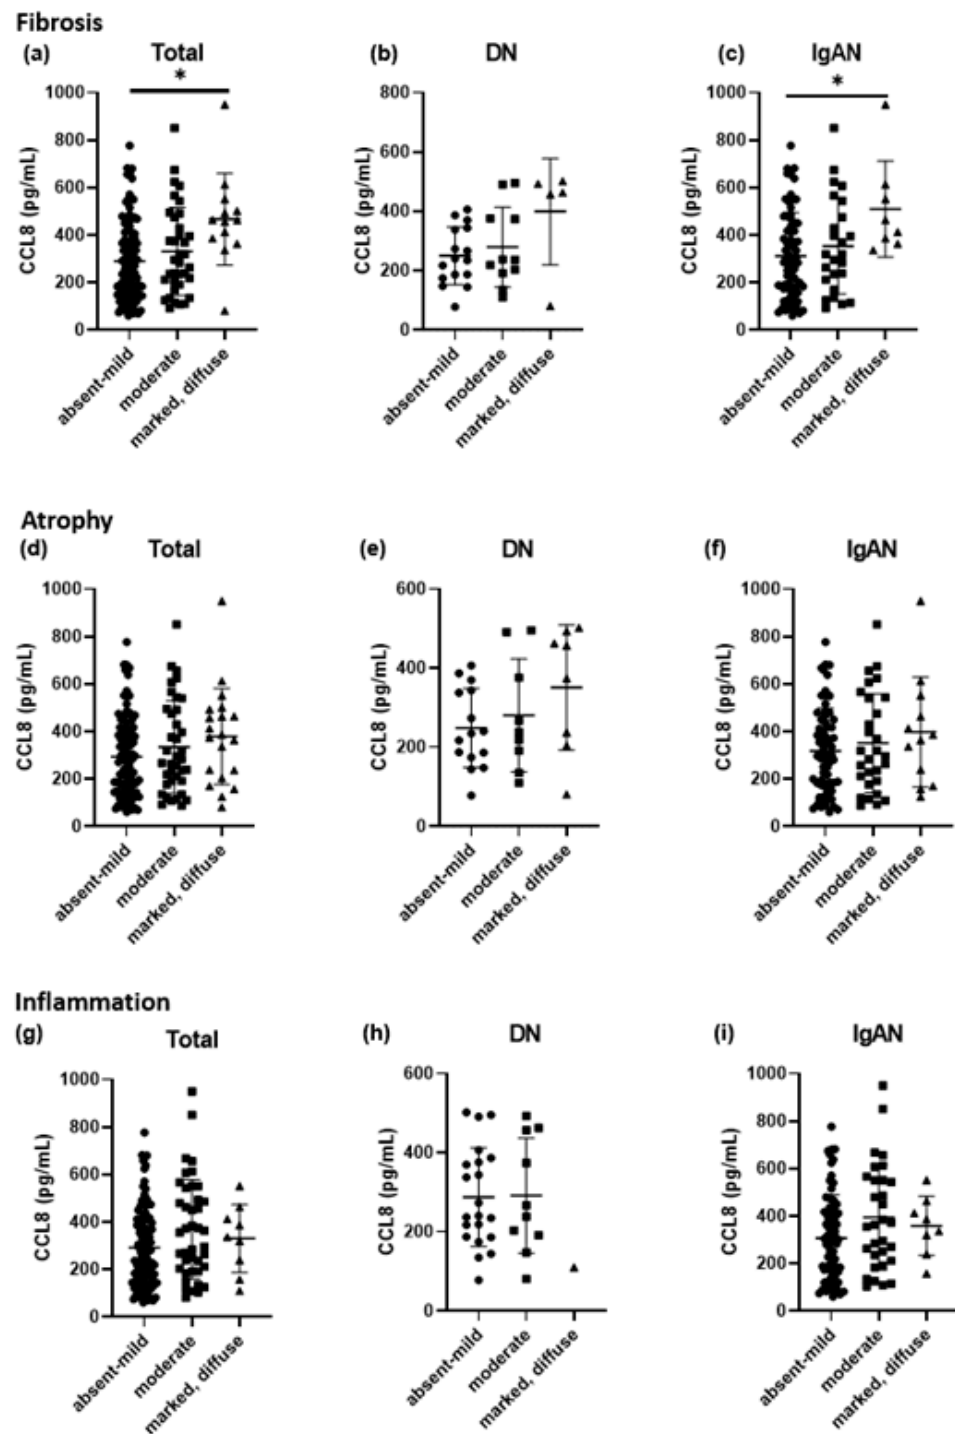 Fibrosis
(a) Total (b) DN (c) IgAN
* *
CCL8 (pg/mL) 1000 800 600 400 200 0
CCL8 (pg/mL) 800 600 400 200 0
CCL8 (pg/mL) 1000 800 600 400 200 0
absent-mild moderate marked, diffuse
absent-mild moderate marked, diffuse
absent-mild moderate marked, diffuse
Atrophy
(d) Total (e) DN (f) IgAN
CCL8 (pg/mL) 1000 800 600 400 200 0
CCL8 (pg/mL) 600 400 200 0
CCL8 (pg/mL) 1000 800 600 400 200 0
absent-mild moderate marked, diffuse
absent-mild moderate marked, diffuse
absent-mild moderate marked, diffuse
Inflammation
(g) Total (h) DN (i) IgAN
CCL8 (pg/mL) 1000 800 600 400 200 0
CCL8 (pg/mL) 600 400 200 0
CCL8 (pg/mL) 1000 800 600 400 200 0
absent-mild moderate marked, diffuse
absent-mild moderate marked, diffuse
absent-mild moderate marked, diffuse